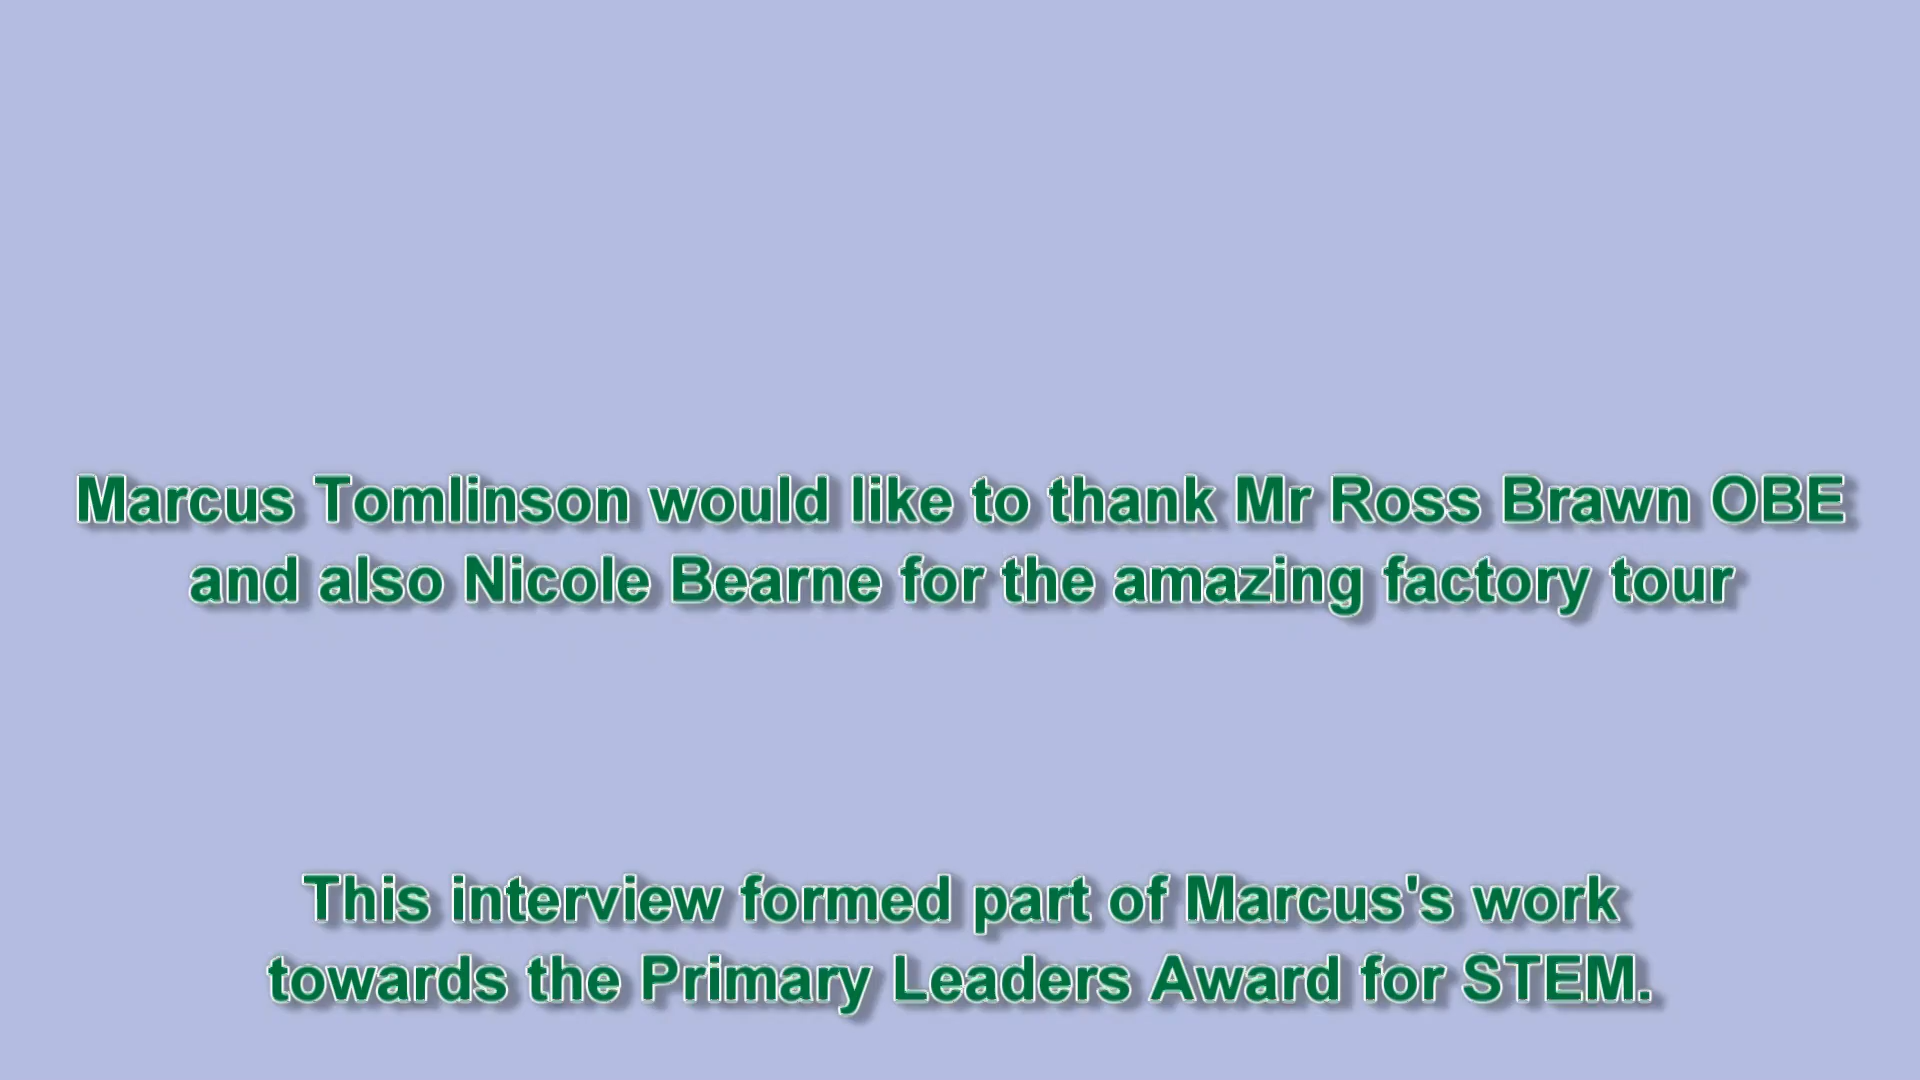 Marcus Tomlinson would like to thank Mr Ross Brawn OBE
and also Nicole Bearne for the amazing factory tour
This interview formed part of Marcus's work
towards the Primary Leaders Award for STEM.